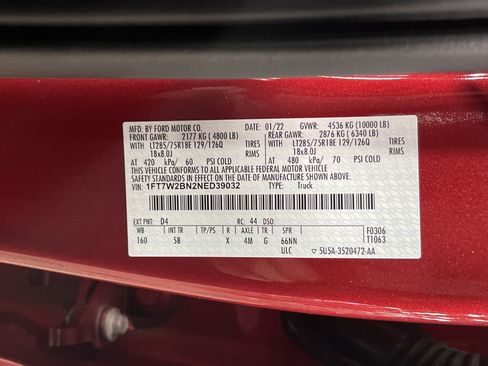 MFD. BY FORD MOTOR CO. 01/22 GVWR: 4536 KG (10000 LB)
FRONT GAWR: 2177 KG ( 4800 LB) REAR GAWR: 2876 KG ( 6340 LB)
WITH LT285/75R18E 129/126Q TIRES WITH LT285/75R18E 129/126Q TIRES
18x8.0J RIMS 18x8.0J RIMS
AT 420 kPa/ 60 PSI COLD AT 480 kPa/ 70 PSI COLD
THIS VEHICLE CONFORMS TO ALL APPLICABLE FEDERAL MOTOR VEHICLE
SAFETY STANDARDS IN EFFECT ON THE DATE OF MANUFACTURE SHOWN ABOVE.
VIN: 1FT7W2BN2NED39032 TYPE: Truck
EXT PNT: D4 RC: 44 DSO:
WB INT TR TP/PS R AXLE TR SPR F0306
160 5B X 4M G 66NN T1063
ULC 5U5A-3520472-AA